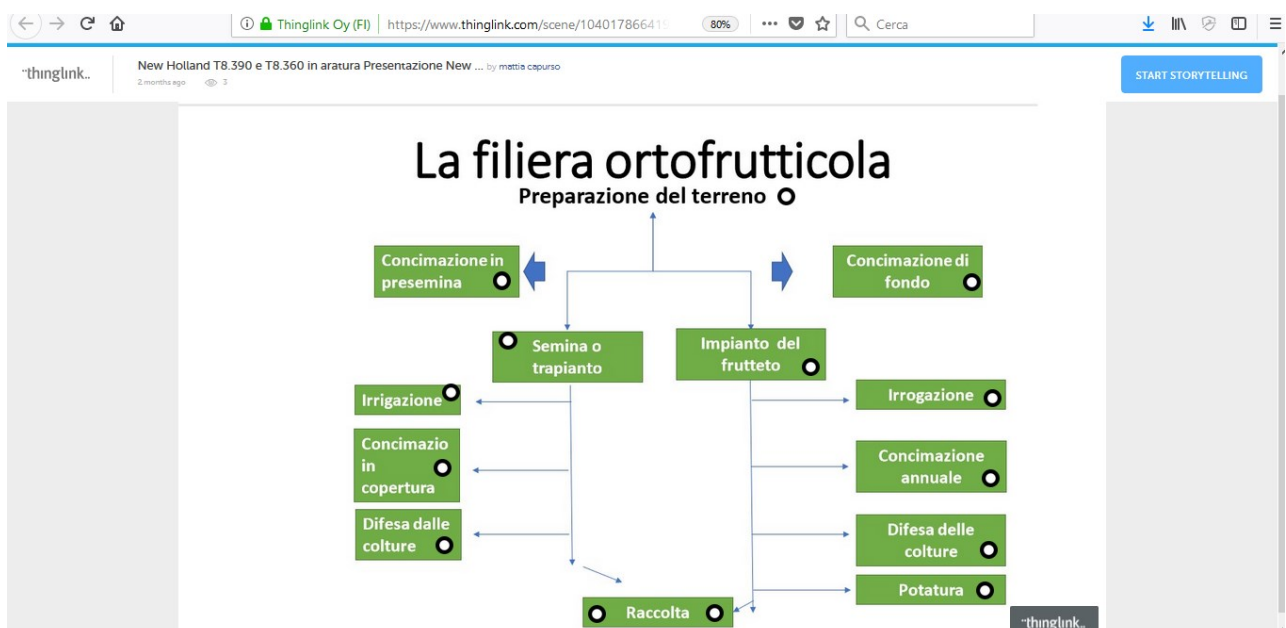 Thinglink Oy (FI) https://www.thinglink.com/scene/104017866419 80% Cerca
thinglink..
New Holland T8.390 e T8.360 in aratura Presentazione New ... by mattia capurso
2 months ago 3
START STORYTELLING
La filiera ortofrutticola
Preparazione del terreno
Concimazione in
presemina
Concimazione di
fondo
Semina o
trapianto
Impianto del
frutteto
Irrigazione
Irrogazione
Concimazio
in
copertura
Concimazione
annuale
Difesa dalle
colture
Difesa delle
colture
Potatura
Raccolta
thinglink..